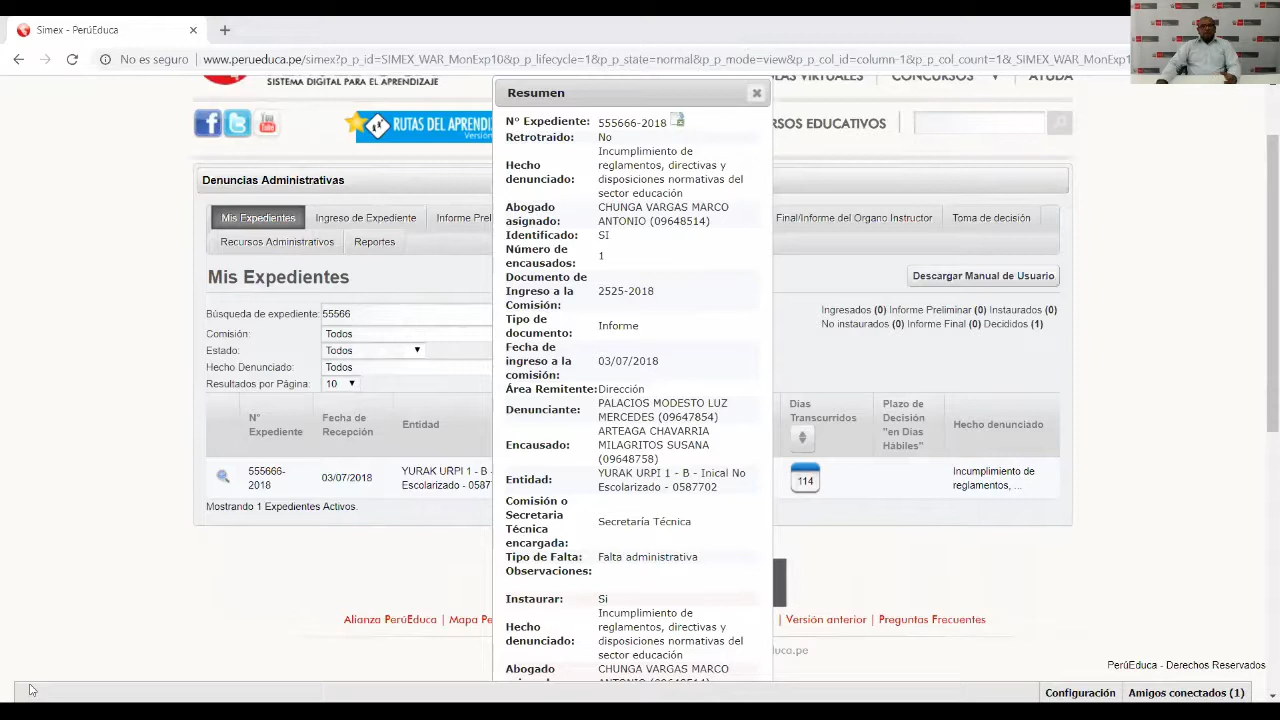 Simex - PerúEduca
No es seguro
www.perueduca.pe/simex?p_p_id=SIMEX_WAR_MonExp10&p_p_lifecycle=1&p_p_state=normal&p_p_mode=view&p_p_col_id=column-1&p_p_col_count=1&_SIMEX_WAR_MonExp1
SISTEMA DIGITAL PARA EL APRENDIZAJE
VIRTUALES
CONCURSOS
AYUDA
RUTAS DEL APRENDI
Versión
RSOS EDUCATIVOS
Denuncias Administrativas
Mis Expedientes
Ingreso de Expediente
Informe Prel
Final/Informe del Organo Instructor
Toma de decisión
Recursos Administrativos
Reportes
Mis Expedientes
Descargar Manual de Usuario
Búsqueda de expediente: 55566
Comisión: Todos
Estado: Todos
Hecho Denunciado: Todos
Resultados por Página: 10
Ingresados (0) Informe Preliminar (0) Instaurados (0)
No instaurados (0) Informe Final (0) Decididos (1)
N° Expediente
Fecha de Recepción
Entidad
Días Transcurridos
Plazo de Decisión "en Días Hábiles"
Hecho denunciado
555666-2018
03/07/2018
YURAK URPI 1 - B -
Escolarizado - 0587
114
Incumplimiento de
reglamentos, ...
Mostrando 1 Expedientes Activos.
Resumen
N° Expediente: 555666-2018
Retrotraido: No
Hecho denunciado: Incumplimiento de reglamentos, directivas y disposiciones normativas del sector educación
Abogado asignado: CHUNGA VARGAS MARCO ANTONIO (09648514)
Identificado: SI
Número de encausados: 1
Documento de Ingreso a la Comisión: 2525-2018
Tipo de documento: Informe
Fecha de ingreso a la comisión: 03/07/2018
Área Remitente: Dirección
Denunciante: PALACIOS MODESTO LUZ MERCEDES (09647854)
Encausado: ARTEAGA CHAVARRIA MILAGRITOS SUSANA (09648758)
Entidad: YURAK URPI 1 - B - Inical No Escolarizado - 0587702
Comisión o Secretaria Técnica encargada: Secretaría Técnica
Tipo de Falta: Falta administrativa
Observaciones:
Instaurar: Si
Hecho denunciado: Incumplimiento de reglamentos, directivas y disposiciones normativas del sector educación
Abogado CHUNGA VARGAS MARCO
Alianza PerúEduca | Mapa Pe
| Versión anterior | Preguntas Frecuentes
uca.pe
PerúEduca - Derechos Reservados
Configuración
Amigos conectados (1)